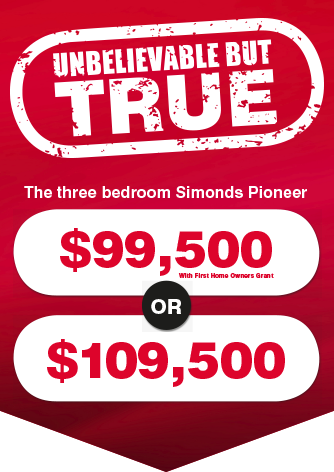 UNBELIEVABLE BUT
TRUE
The three bedroom Simonds Pioneer
$99,500
With First Home Owners Grant
OR
$109,500